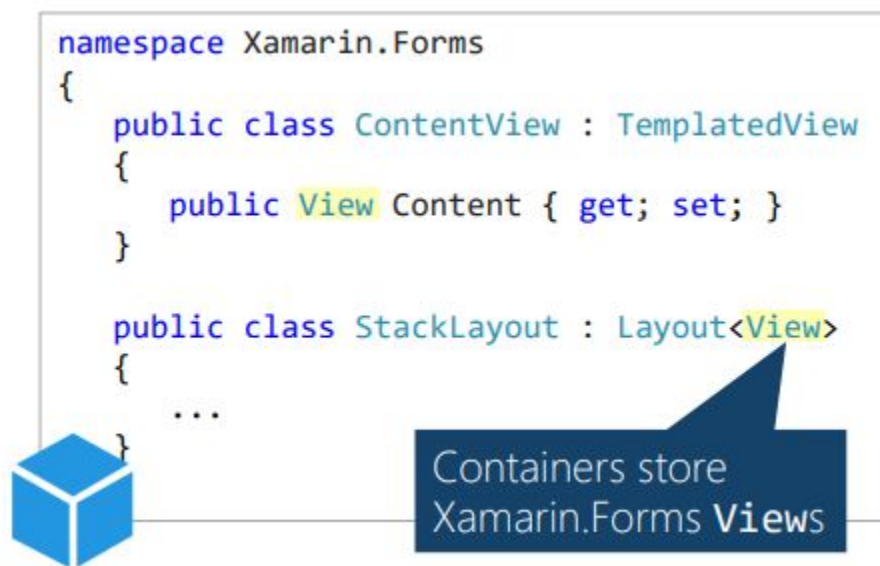 namespace Xamarin.Forms
{
public class ContentView : TemplatedView
{
public View Content { get; set; }
}
public class StackLayout : Layout<View>
{
...
}
Containers store
Xamarin.Forms Views